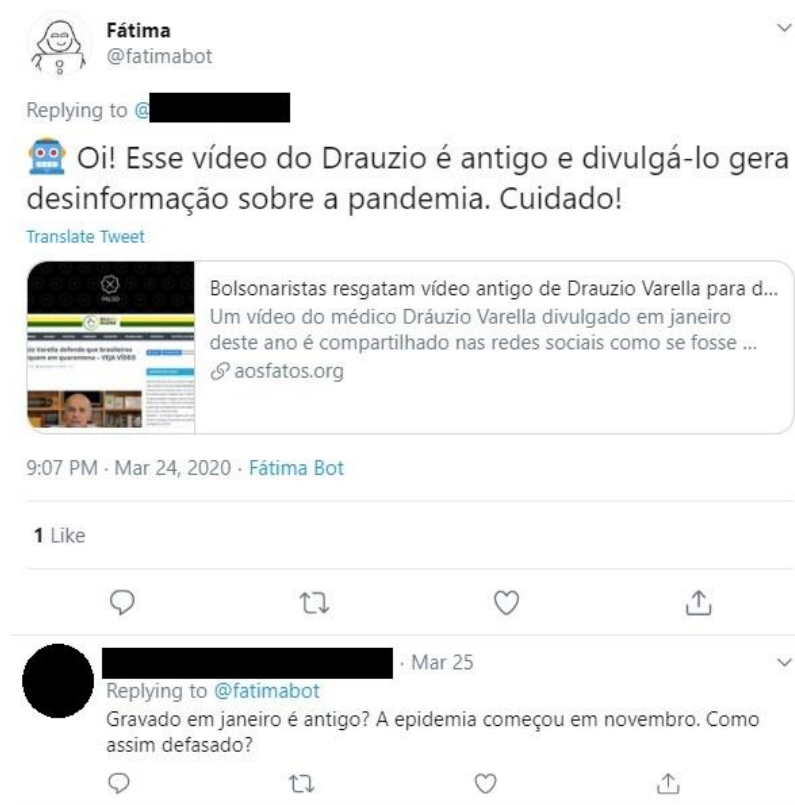 Fátima
@fatimabot
Replying to @
Oi! Esse vídeo do Drauzio é antigo e divulgá-lo gera
desinformação sobre a pandemia. Cuidado!
Translate Tweet
FALSO
Bolsonaristas resgatam vídeo antigo de Drauzio Varella para d...
Um vídeo do médico Dráuzio Varella divulgado em janeiro
deste ano é compartilhado nas redes sociais como se fosse ...
aosfatos.org
9:07 PM · Mar 24, 2020 · Fátima Bot
1 Like
· Mar 25
Replying to @fatimabot
Gravado em janeiro é antigo? A epidemia começou em novembro. Como
assim defasado?